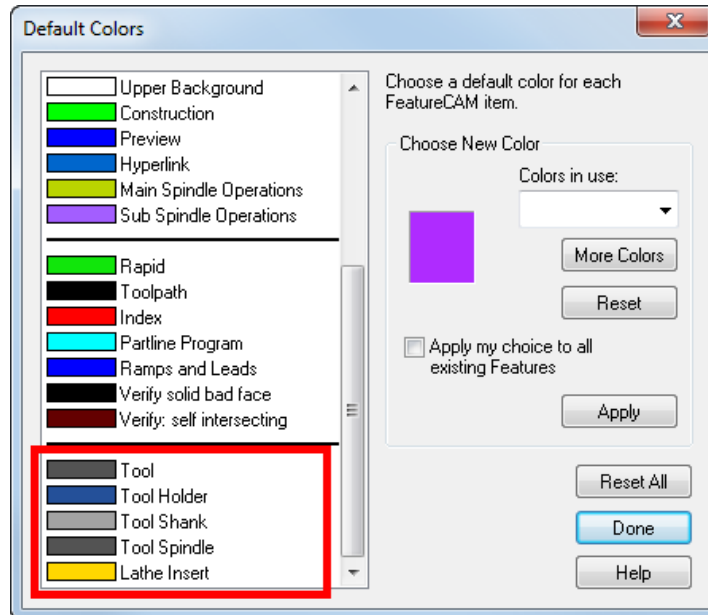 Default Colors
Upper Background
Construction
Preview
Hyperlink
Main Spindle Operations
Sub Spindle Operations
Rapid
Toolpath
Index
Partline Program
Ramps and Leads
Verify solid bad face
Verify: self intersecting
Tool
Tool Holder
Tool Shank
Tool Spindle
Lathe Insert
Choose a default color for each
FeatureCAM item.
Choose New Color
Colors in use:
More Colors
Reset
Apply my choice to all
existing Features
Apply
Reset All
Done
Help